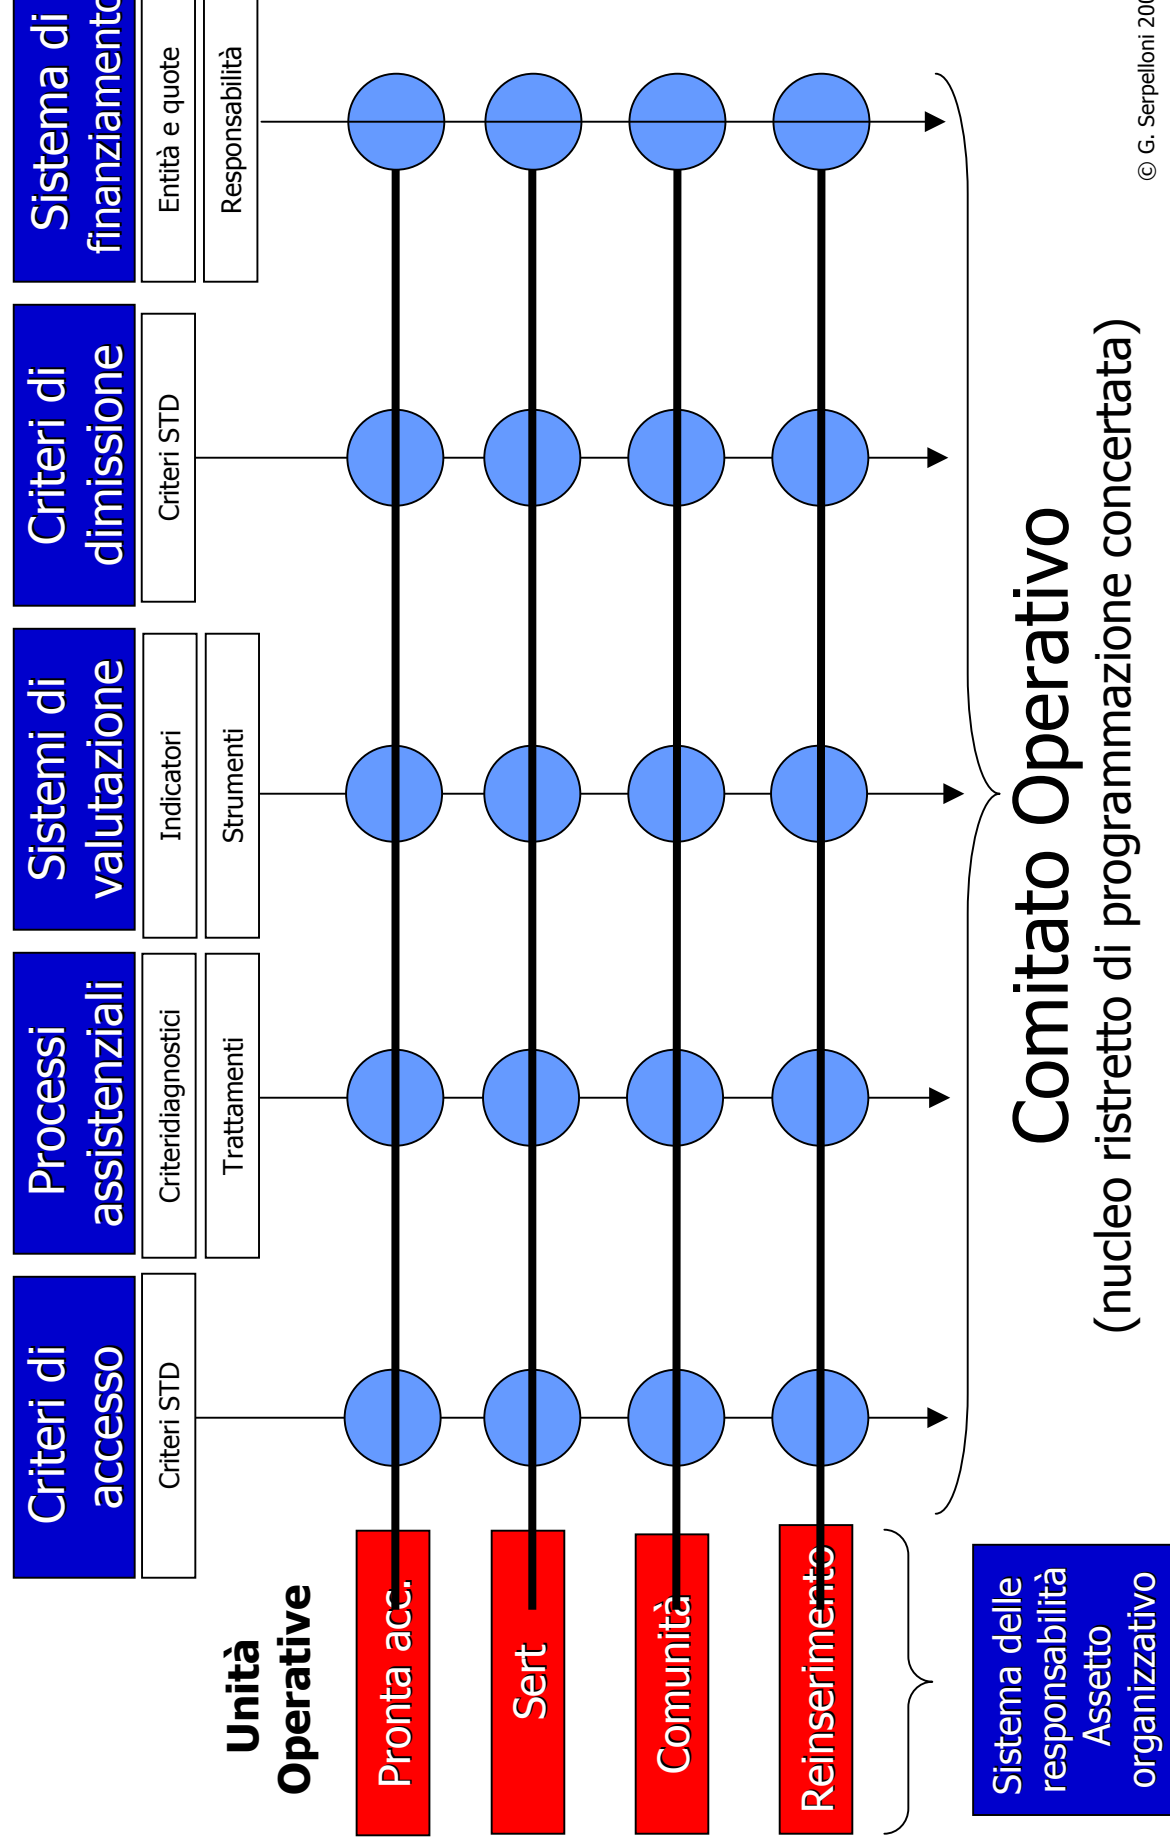 Criteri di
accesso
Processi
assistenziali
Sistemi di
valutazione
Criteri di
dimissione
Sistema di
finanziamento
Criteri STD
Criteridiagnostici
Trattamenti
Indicatori
Strumenti
Criteri STD
Entità e quote
Responsabilità
Unità
Operative
Pronta acc.
Sert
Comunità
Reinserimento
Sistema delle
responsabilità
Assetto
organizzativo
Comitato Operativo
(nucleo ristretto di programmazione concertata)
© G. Serpelloni